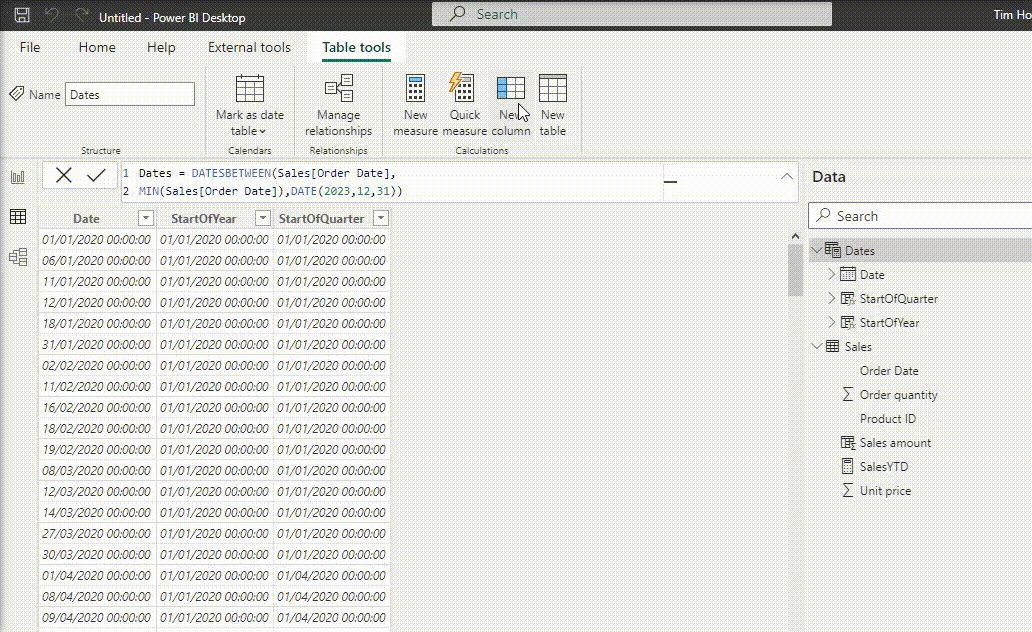 Untitled - Power BI Desktop
Search
Tim Ho
File Home Help External tools Table tools
Name Dates
Mark as date table
Manage relationships
New measure
Quick measure
New column
New table
Structure Calendars Relationships Calculations
1 Dates = DATESBETWEEN(Sales[Order Date],
2 MIN(Sales[Order Date]),DATE(2023,12,31))
Date StartOfYear StartOfQuarter
01/01/2020 00:00:00 01/01/2020 00:00:00 01/01/2020 00:00:00
06/01/2020 00:00:00 01/01/2020 00:00:00 01/01/2020 00:00:00
11/01/2020 00:00:00 01/01/2020 00:00:00 01/01/2020 00:00:00
12/01/2020 00:00:00 01/01/2020 00:00:00 01/01/2020 00:00:00
18/01/2020 00:00:00 01/01/2020 00:00:00 01/01/2020 00:00:00
31/01/2020 00:00:00 01/01/2020 00:00:00 01/01/2020 00:00:00
02/02/2020 00:00:00 01/01/2020 00:00:00 01/01/2020 00:00:00
11/02/2020 00:00:00 01/01/2020 00:00:00 01/01/2020 00:00:00
16/02/2020 00:00:00 01/01/2020 00:00:00 01/01/2020 00:00:00
18/02/2020 00:00:00 01/01/2020 00:00:00 01/01/2020 00:00:00
19/02/2020 00:00:00 01/01/2020 00:00:00 01/01/2020 00:00:00
08/03/2020 00:00:00 01/01/2020 00:00:00 01/01/2020 00:00:00
12/03/2020 00:00:00 01/01/2020 00:00:00 01/01/2020 00:00:00
14/03/2020 00:00:00 01/01/2020 00:00:00 01/01/2020 00:00:00
27/03/2020 00:00:00 01/01/2020 00:00:00 01/01/2020 00:00:00
30/03/2020 00:00:00 01/01/2020 00:00:00 01/01/2020 00:00:00
01/04/2020 00:00:00 01/01/2020 00:00:00 01/04/2020 00:00:00
08/04/2020 00:00:00 01/01/2020 00:00:00 01/04/2020 00:00:00
09/04/2020 00:00:00 01/01/2020 00:00:00 01/04/2020 00:00:00
Data
Search
Dates
Date
StartOfQuarter
StartOfYear
Sales
Order Date
Order quantity
Product ID
Sales amount
SalesYTD
Unit price